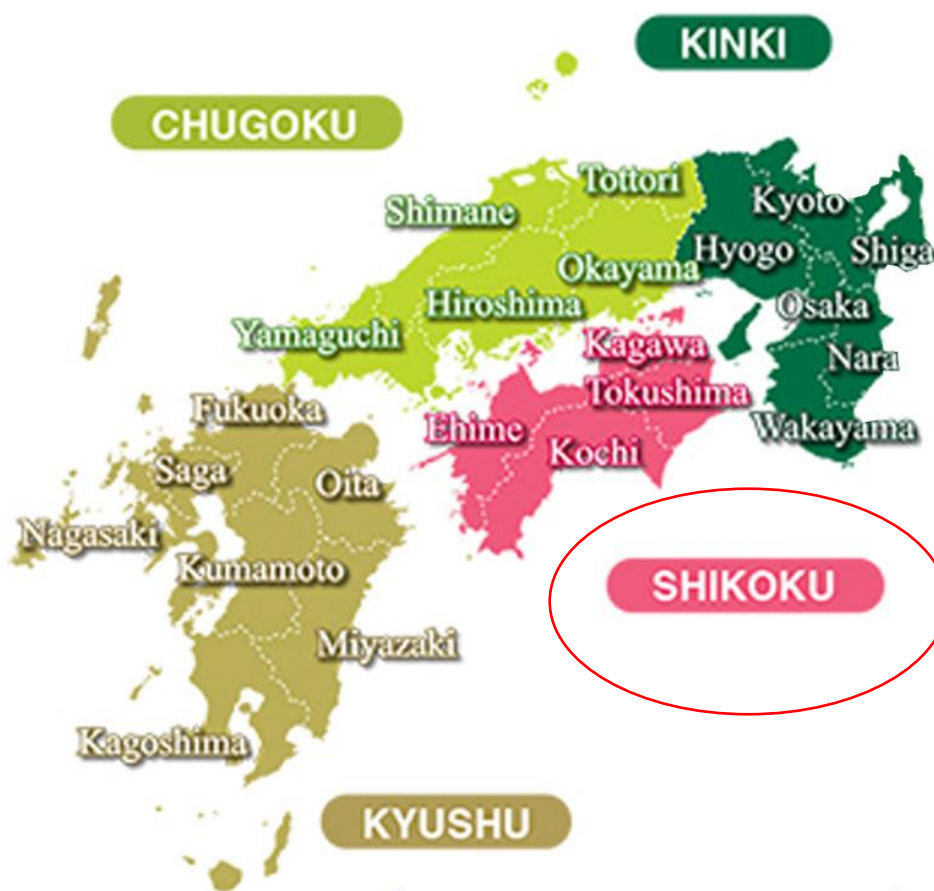 KINKI
CHUGOKU
Tottori
Kyoto
Shimane
Hyogo
Shiga
Okayama
Hiroshima
Osaka
Yamaguchi
Kagawa
Nara
Tokushima
Fukuoka
Ehime
Wakayama
Kochi
Saga
Oita
Nagasaki
Kumamoto
SHIKOKU
Miyazaki
Kagoshima
KYUSHU